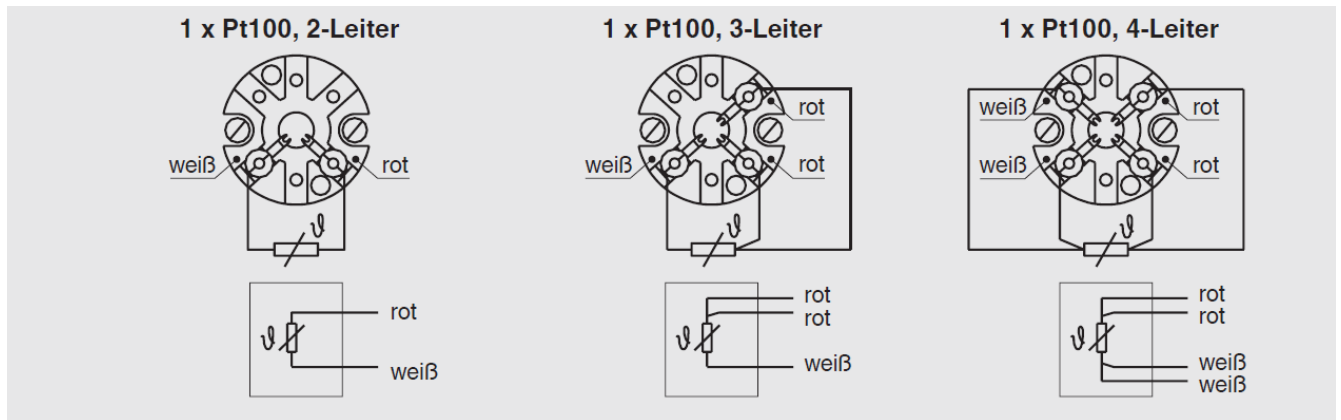 1 x Pt100, 2-Leiter
weiß
rot
ϑ
ϑ
rot
weiß
1 x Pt100, 3-Leiter
rot
weiß
rot
ϑ
ϑ
rot
rot
weiß
1 x Pt100, 4-Leiter
weiß
rot
weiß
rot
ϑ
ϑ
rot
rot
weiß
weiß